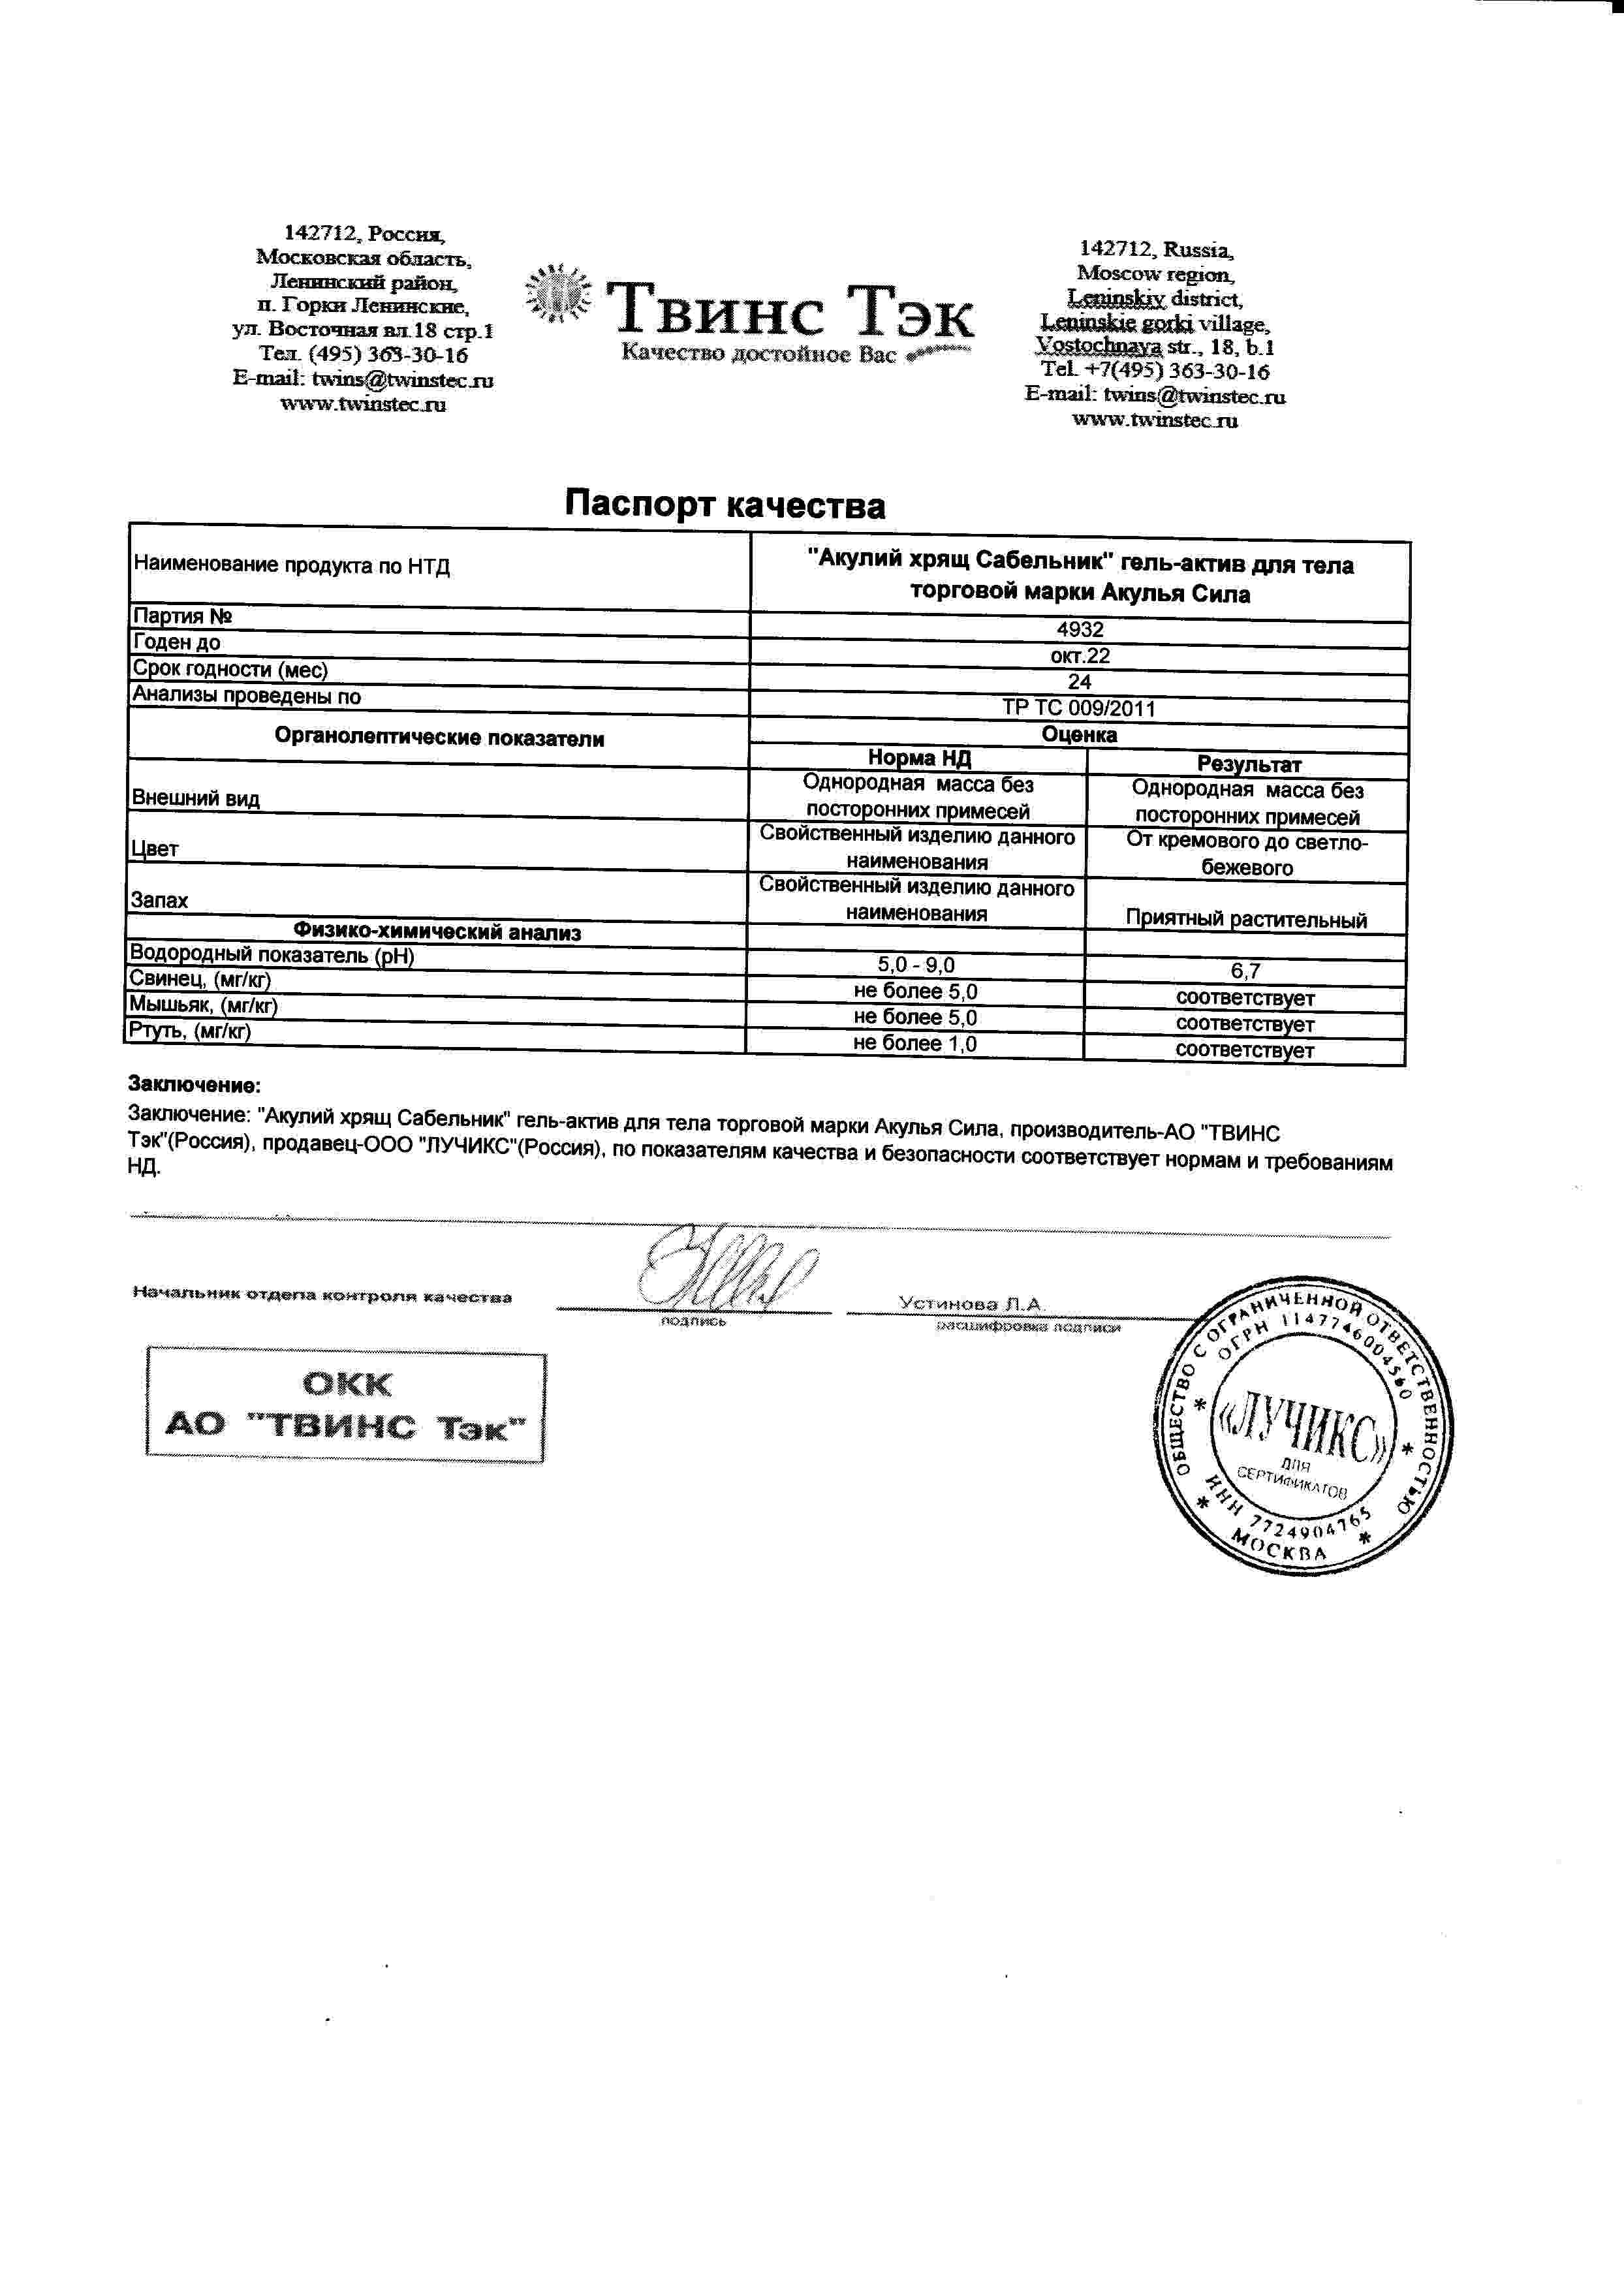 142712, Россия,
Московская область,
Ленинский район,
п. Горки Ленинские,
ул. Восточная вл.18 стр.1
Тел. (495) 363-30-16
E-mail: twins@twinstec.ru
www.twinstec.ru
Твинс Тэк
Качество достойное Вас
142712, Russia,
Moscow region,
Leninskiy district,
Leninskie gorki village,
Vostochnaya str., 18, b.1
Tel. +7(495) 363-30-16
E-mail: twins@twinstec.ru
www.twinstec.ru
Паспорт качества
Наименование продукта по НТД
"Акулий хрящ Сабельник" гель-актив для тела
торговой марки Акулья Сила
Партия № 4932
Годен до окт.22
Срок годности (мес) 24
Анализы проведены по ТР ТС 009/2011
Органолептические показатели Оценка
Норма НД Результат
Внешний вид
Однородная масса без
посторонних примесей
Однородная масса без
посторонних примесей
Цвет
Свойственный изделию данного
наименования
От кремового до светло-
бежевого
Запах
Свойственный изделию данного
наименования
Приятный растительный
Физико-химический анализ
Водородный показатель (pH) 5,0 - 9,0 6,7
Свинец, (мг/кг) не более 5,0 соответствует
Мышьяк, (мг/кг) не более 5,0 соответствует
Ртуть, (мг/кг) не более 1,0 соответствует
Заключение:
Заключение: "Акулий хрящ Сабельник" гель-актив для тела торговой марки Акулья Сила, производитель-АО "ТВИНС
Тэк"(Россия), продавец-ООО "ЛУЧИКС"(Россия), по показателям качества и безопасности соответствует нормам и требованиям
НД.
Начальник отдела контроля качества
подпись
Устинова Л.А.
расшифровка подписи
ОКК
АО "ТВИНС Тэк"
ОБЩЕСТВО С ОГРАНИЧЕННОЙ ОТВЕТСТВЕННОСТЬЮ
ОГРН 1147746004560
«ЛУЧИКС»
ДЛЯ
СЕРТИФИКАТОВ
ИНН 7724904765
* МОСКВА *